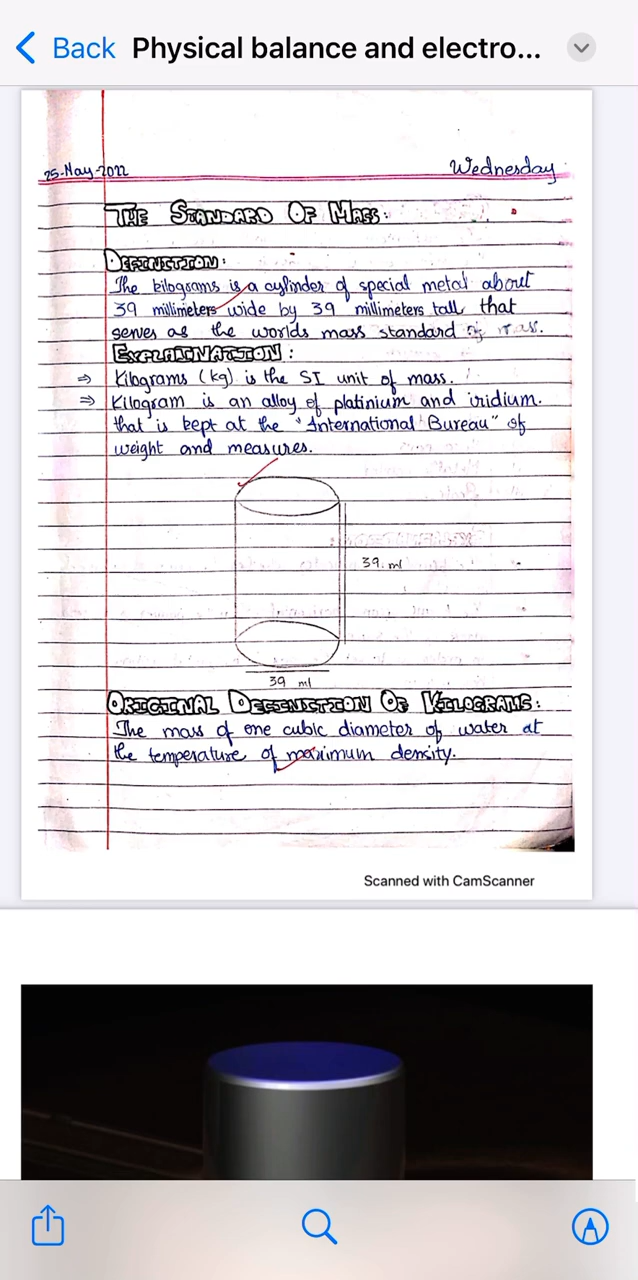 Back Physical balance and electro...
25-May-2022 Wednesday
THE STANDARD OF MASS:
DEFINITION:
The kilograms is a cylinder of special metal about
39 millimeters wide by 39 millimeters tall that
serves as the worlds mass standard of mass.
EXPLAINATION:
⇒ Kilograms (kg) is the SI unit of mass.
⇒ Kilogram is an alloy of platinium and iridium.
that is kept at the "International Bureau" of
weight and measures.
39. ml
39 ml
ORIGINAL DEFINITION OF KILOGRAMS:
The mass of one cubic diameter of water at
the temperature of maximum density.
Scanned with CamScanner